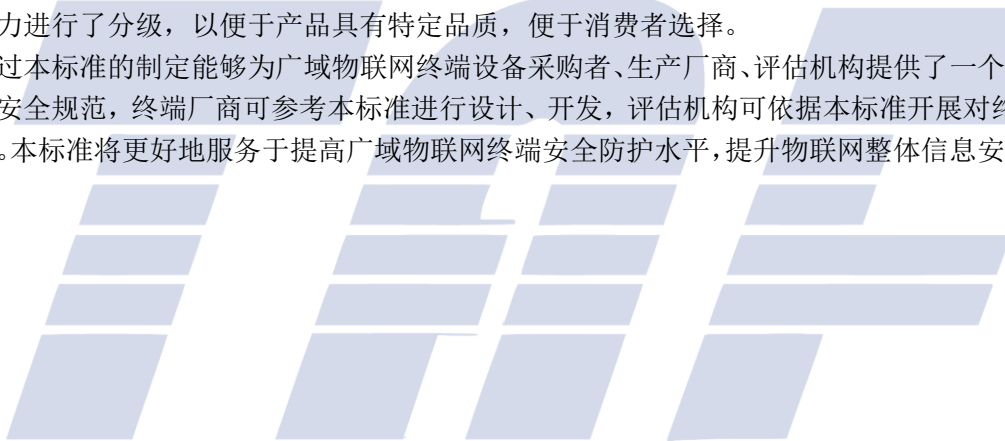 力进行了分级，以便于产品具有特定品质，便于消费者选择。
过本标准的制定能够为广域物联网终端设备采购者、生产厂商、评估机构提供了一个
安全规范，终端厂商可参考本标准进行设计、开发，评估机构可依据本标准开展对终
。本标准将更好地服务于提高广域物联网终端安全防护水平，提升物联网整体信息安